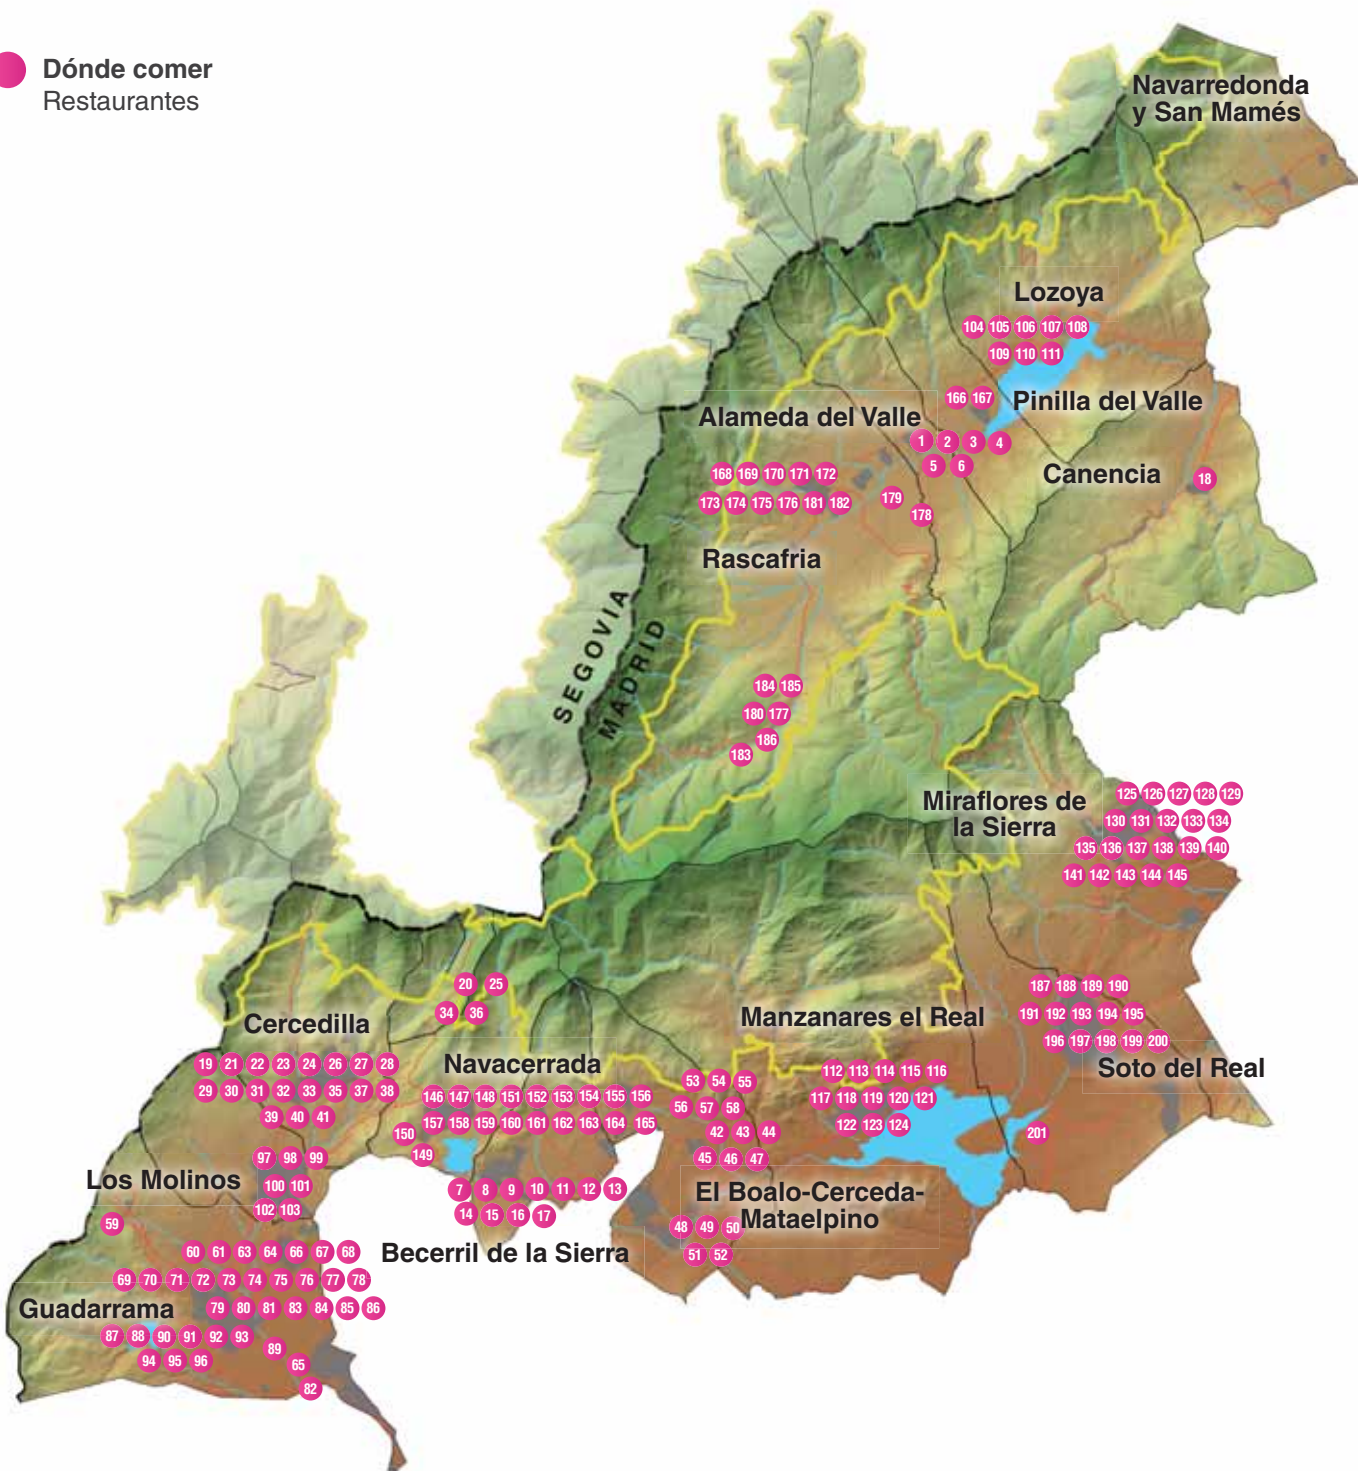 Dónde comer
Restaurantes
Navarredonda
y San Mamés
Lozoya
104 105 106 107 108
109 110 111
166 167
Pinilla del Valle
Alameda del Valle
1 2 3 4
5 6
Canencia
18
168 169 170 171 172
173 174 175 176 181 182
179
178
Rascafria
SEGOVIA
MADRID
184 185
180 177
186
183
Miraflores de
la Sierra
125 126 127 128 129
130 131 132 133 134
135 136 137 138 139 140
141 142 143 144 145
20 25
34 36
Cercedilla
19 21 22 23 24 26 27 28
29 30 31 32 33 35 37 38
39 40 41
Navacerrada
146 147 148 151 152 153 154 155 156
157 158 159 160 161 162 163 164 165
150
149
Manzanares el Real
112 113 114 115 116
117 118 119 120 121
122 123 124
187 188 189 190
191 192 193 194 195
196 197 198 199 200
Soto del Real
201
53 54 55
56 57 58
42 43 44
45 46 47
El Boalo-Cerceda-
Mataelpino
48 49 50
51 52
7 8 9 10 11 12 13
14 15 16 17
Becerril de la Sierra
97 98 99
100 101
102 103
Los Molinos
59
60 61 63 64 66 67 68
69 70 71 72 73 74 75 76 77 78
79 80 81 83 84 85 86
Guadarrama
87 88 90 91 92 93
89
94 95 96
65
82